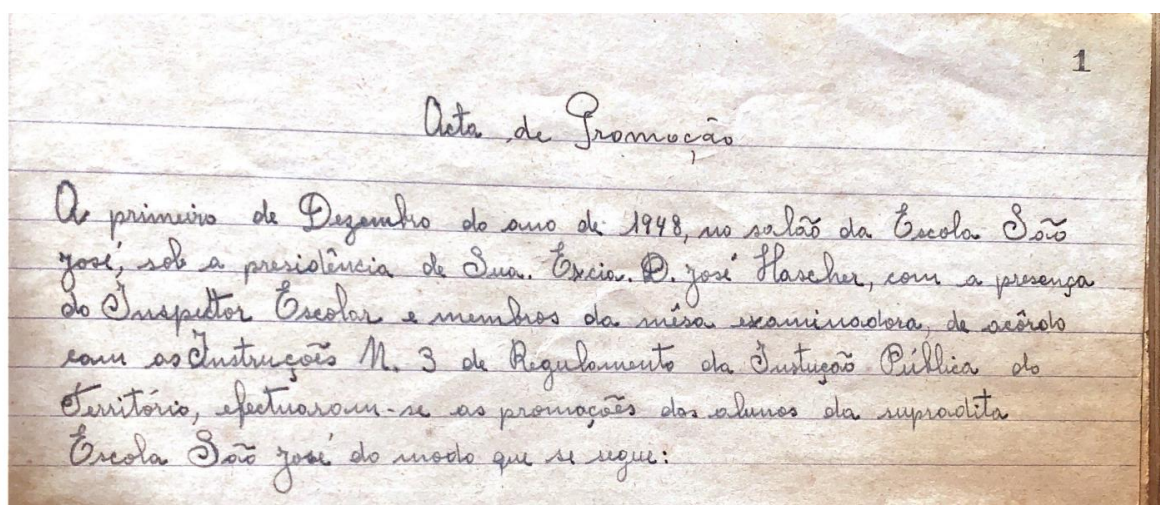 1
Acta de Promoção
A primeiro de Dezembro do ano de 1948, no salão da Escola São
José, sob a presidência de Sua. Excia. D. José Hascher, com a presença
do Inspector Escolar e membros da mêsa examinadora, de acôrdo
com as Instruções N. 3 de Regulamento da Instução Pública do
Território, efectuaram-se as promoções dos alunos da supradita
Escola São José do modo que se segue: